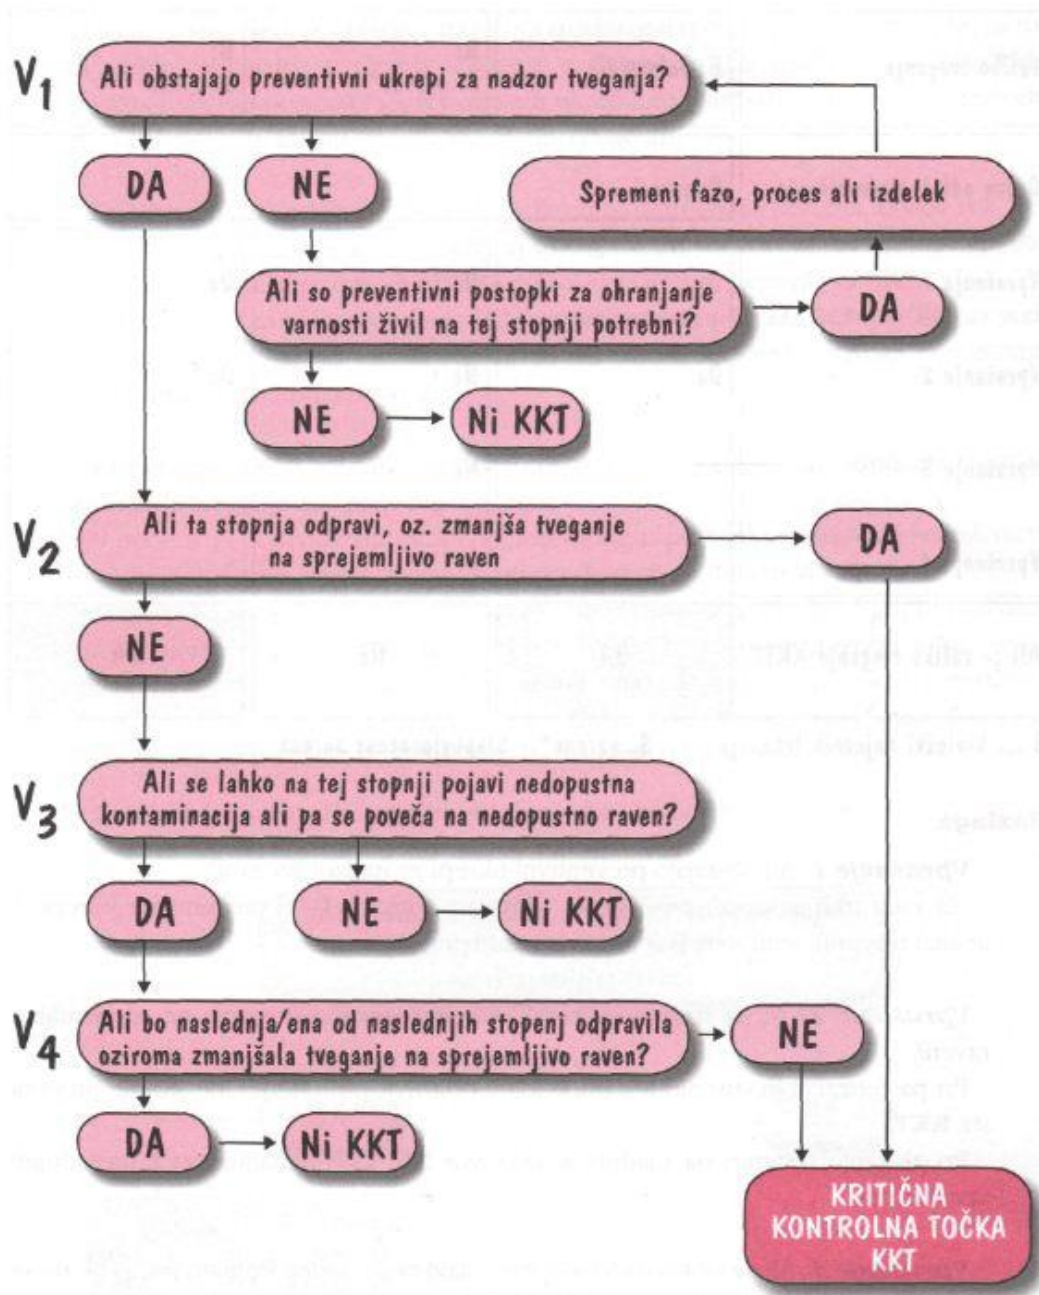 V1
Ali obstajajo preventivni ukrepi za nadzor tveganja?
DA
NE
Spremeni fazo, proces ali izdelek
Ali so preventivni postopki za ohranjanje
varnosti živil na tej stopnji potrebni?
DA
NE
Ni KKT
V2
Ali ta stopnja odpravi, oz. zmanjša tveganje
na sprejemljivo raven
DA
NE
V3
Ali se lahko na tej stopnji pojavi nedopustna
kontaminacija ali pa se poveča na nedopustno raven?
DA
NE
Ni KKT
V4
Ali bo naslednja/ena od naslednjih stopenj odpravila
oziroma zmanjšala tveganje na sprejemljivo raven?
NE
DA
Ni KKT
KRITIČNA
KONTROLNA TOČKA
KKT